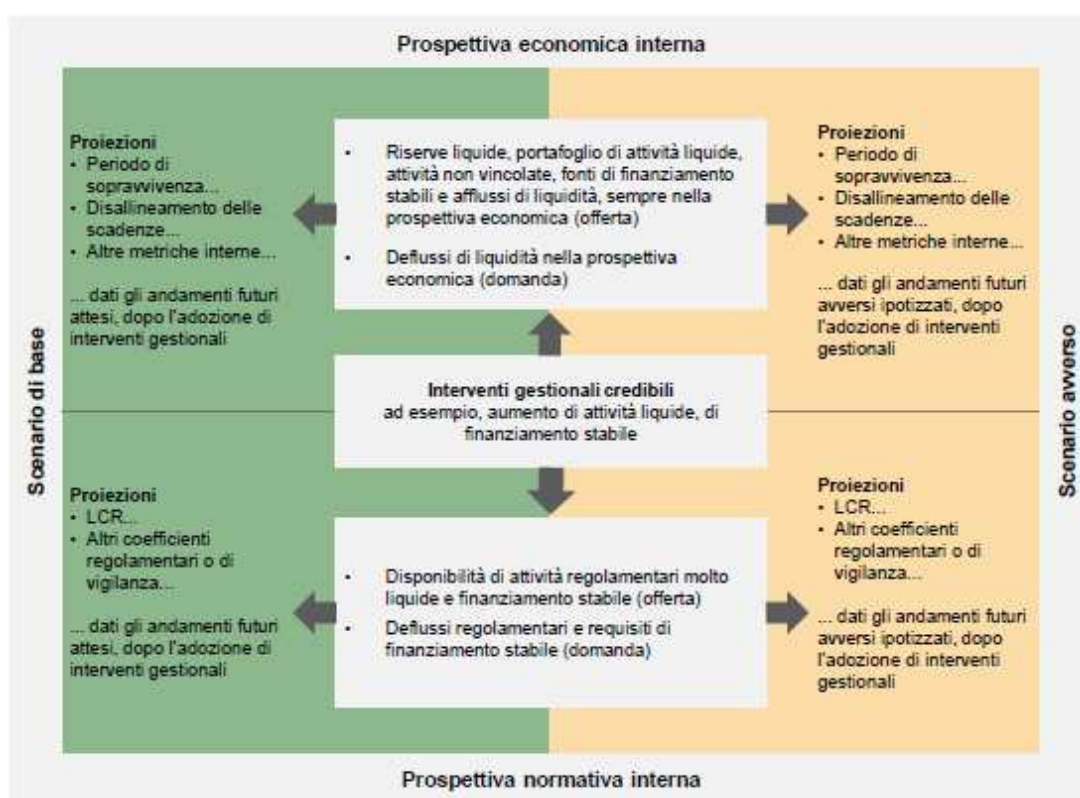 Prospettiva economica interna
Scenario di base
Proiezioni
• Periodo di
sopravvivenza...
• Disallineamento delle
scadenze...
• Altre metriche interne...
... dati gli andamenti futuri
attesi, dopo l'adozione di
interventi gestionali
• Riserve liquide, portafoglio di attività liquide,
attività non vincolate, fonti di finanziamento
stabili e afflussi di liquidità, sempre nella
prospettiva economica (offerta)
• Deflussi di liquidità nella prospettiva
economica (domanda)
Proiezioni
• Periodo di
sopravvivenza...
• Disallineamento delle
scadenze...
• Altre metriche interne...
... dati gli andamenti futuri
avversi ipotizzati, dopo
l'adozione di interventi
gestionali
Interventi gestionali credibili
ad esempio, aumento di attività liquide, di
finanziamento stabile
Proiezioni
• LCR...
• Altri coefficienti
regolamentari o di
vigilanza...
... dati gli andamenti futuri
attesi, dopo l'adozione di
interventi gestionali
• Disponibilità di attività regolamentari molto
liquide e finanziamento stabile (offerta)
• Deflussi regolamentari e requisiti di
finanziamento stabile (domanda)
Proiezioni
• LCR...
• Altri coefficienti
regolamentari o di
vigilanza...
... dati gli andamenti futuri
avversi ipotizzati, dopo
l'adozione di interventi
gestionali
Scenario avverso
Prospettiva normativa interna